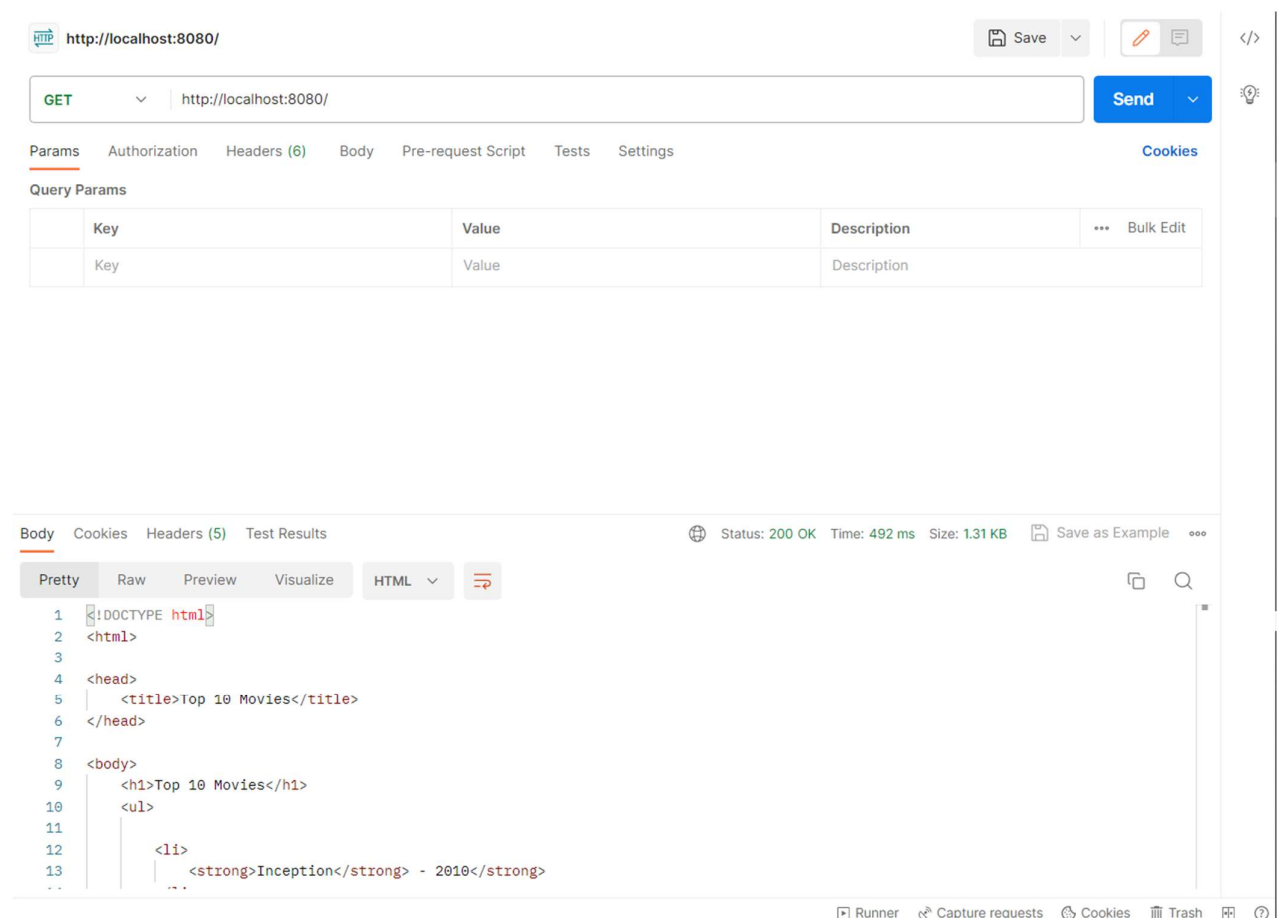 HTTP http://localhost:8080/ Save </>
GET http://localhost:8080/ Send
Params Authorization Headers (6) Body Pre-request Script Tests Settings Cookies
Query Params
Key Value Description Bulk Edit
Key Value Description
Body Cookies Headers (5) Test Results Status: 200 OK Time: 492 ms Size: 1.31 KB Save as Example
Pretty Raw Preview Visualize HTML
1 <!DOCTYPE html>
2 <html>
3
4 <head>
5 <title>Top 10 Movies</title>
6 </head>
7
8 <body>
9 <h1>Top 10 Movies</h1>
10 <ul>
11
12 <li>
13 <strong>Inception</strong> - 2010</strong>
Runner Capture requests Cookies Trash